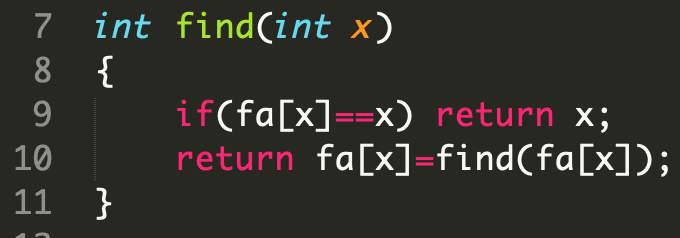 7 int find(int x)
8 {
9 if(fa[x]==x) return x;
10 return fa[x]=find(fa[x]);
11 }